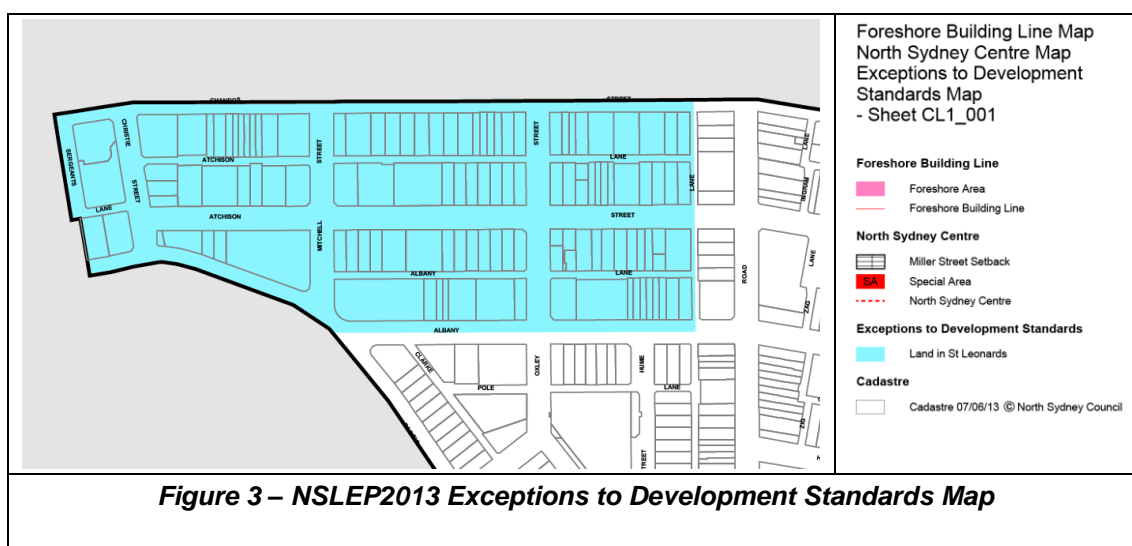 Foreshore Building Line Map
North Sydney Centre Map
Exceptions to Development
Standards Map
- Sheet CL1_001
Foreshore Building Line
Foreshore Area
Foreshore Building Line
North Sydney Centre
Miller Street Setback
SA
Special Area
North Sydney Centre
Exceptions to Development Standards
Land in St Leonards
Cadastre
Cadastre 07/06/13 © North Sydney Council
CHANDOS
STREET
CHRISTIE
STREET
SERGEANTS
LANE
ATCHISON
LANE
STREET
STREET
LANE
LANE
INGRAM
ATCHISON
STREET
MITCHELL
ALBANY
LANE
ROAD
LANE
ZAG
ALBANY
CLARKE
OXLEY
HUME
POLE
LANE
ZIG
STREET
Figure 3 – NSLEP2013 Exceptions to Development Standards Map